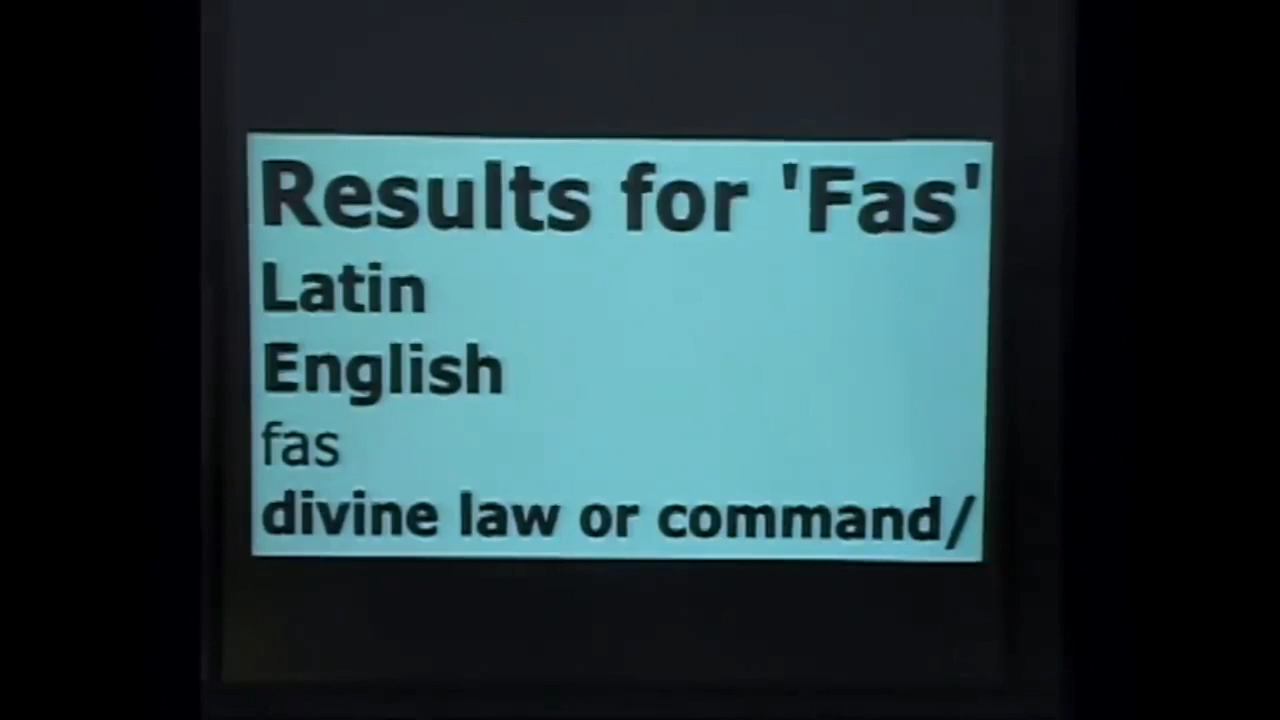 Results for 'Fas'
Latin
English
fas
divine law or command/